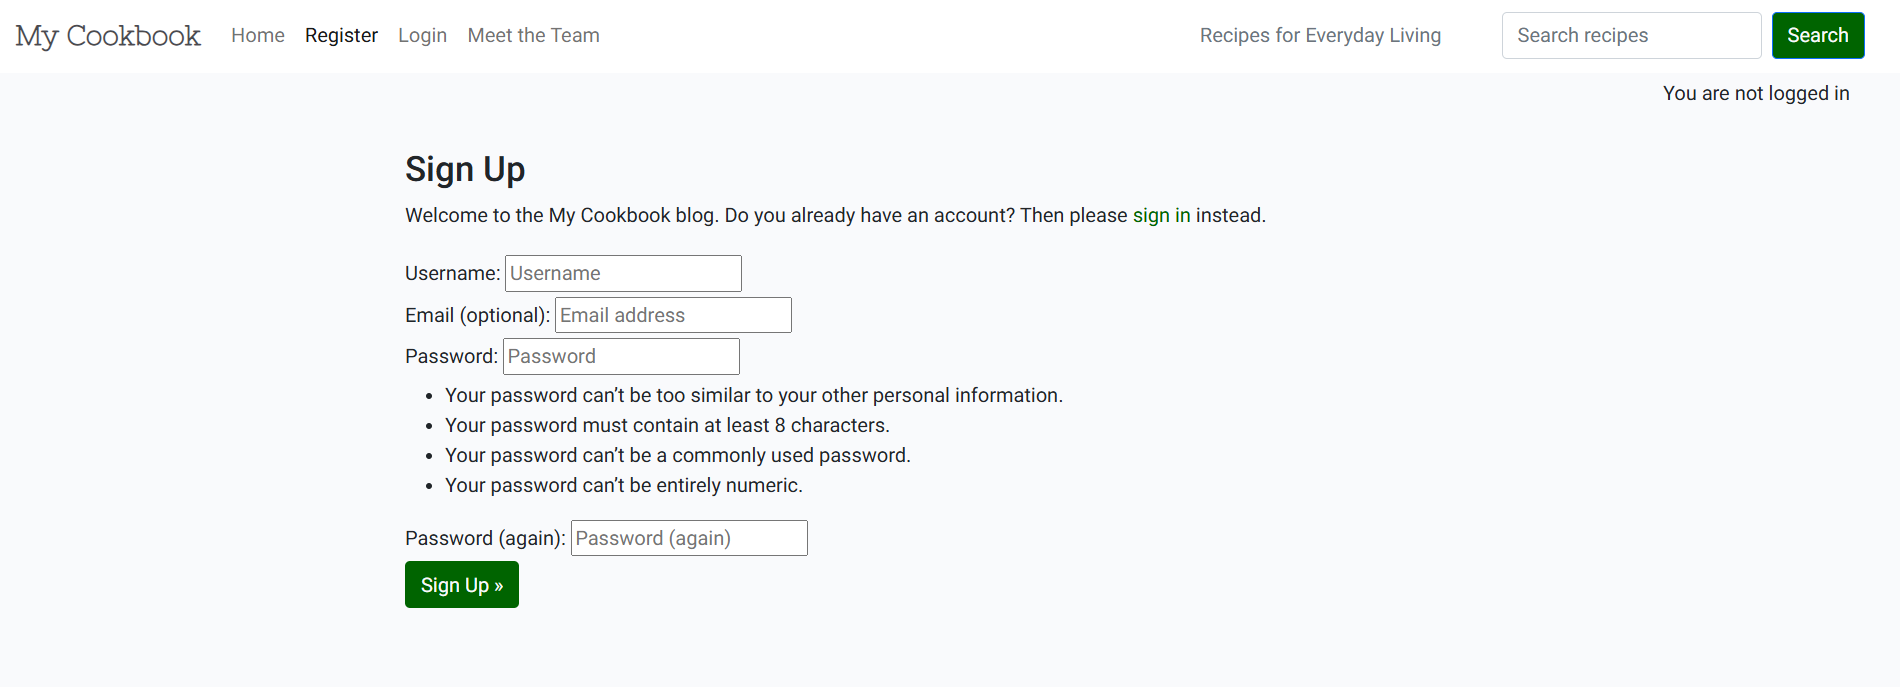 My Cookbook Home Register Login Meet the Team Recipes for Everyday Living Search recipes Search
You are not logged in
Sign Up
Welcome to the My Cookbook blog. Do you already have an account? Then please sign in instead.
Username: Username
Email (optional): Email address
Password: Password
• Your password can’t be too similar to your other personal information.
• Your password must contain at least 8 characters.
• Your password can’t be a commonly used password.
• Your password can’t be entirely numeric.
Password (again): Password (again)
Sign Up »